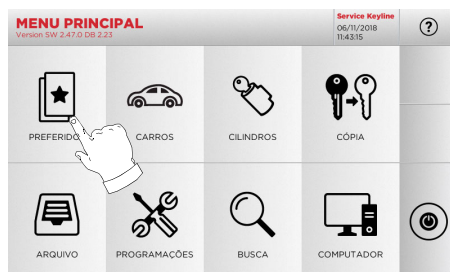 MENU PRINCIPAL
Version SW 2.47.0 DB 2.23
Service Keyline
06/11/2018
11:43:15
?
PREFERIDO
CARROS
CILINDROS
CÓPIA
ARQUIVO
PROGRAMAÇÕES
BUSCA
COMPUTADOR